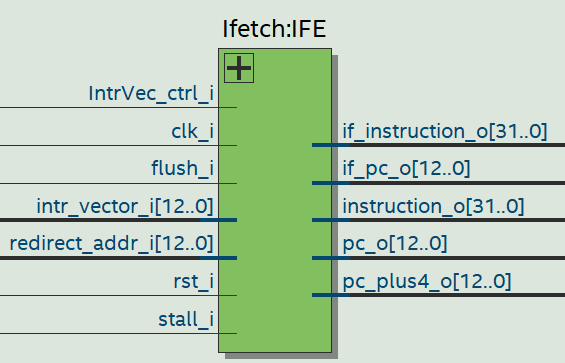 Ifetch:IFE
IntrVec_ctrl_i
clk_i
flush_i
intr_vector_i[12..0]
redirect_addr_i[12..0]
rst_i
stall_i
if_instruction_o[31..0]
if_pc_o[12..0]
instruction_o[31..0]
pc_o[12..0]
pc_plus4_o[12..0]